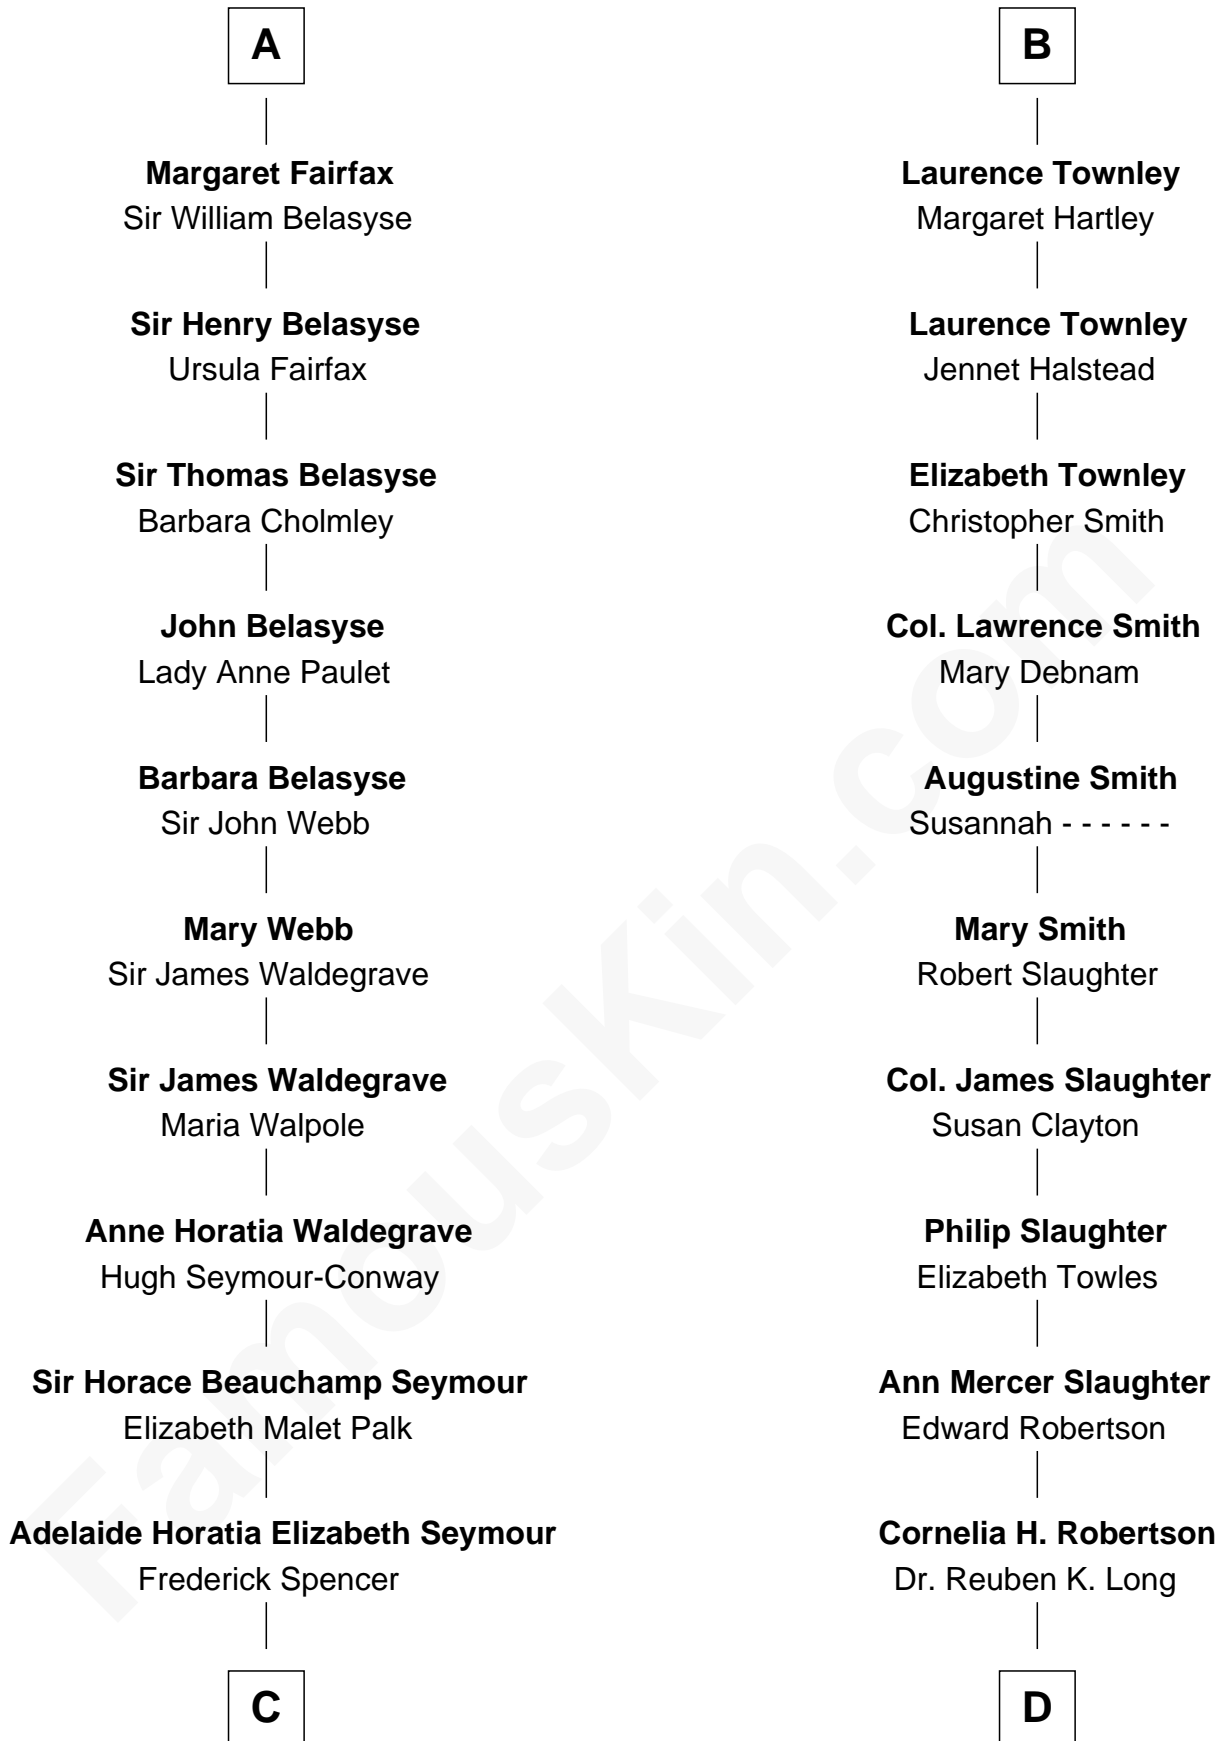 A
Margaret Fairfax
Sir William Belasyse
Sir Henry Belasyse
Ursula Fairfax
Sir Thomas Belasyse
Barbara Cholmley
John Belasyse
Lady Anne Paulet
Barbara Belasyse
Sir John Webb
Mary Webb
Sir James Waldegrave
Sir James Waldegrave
Maria Walpole
Anne Horatia Waldegrave
Hugh Seymour-Conway
Sir Horace Beauchamp Seymour
Elizabeth Malet Palk
Adelaide Horatia Elizabeth Seymour
Frederick Spencer
C
B
Laurence Townley
Margaret Hartley
Laurence Townley
Jennet Halstead
Elizabeth Townley
Christopher Smith
Col. Lawrence Smith
Mary Debnam
Augustine Smith
Susannah - - - - - -
Mary Smith
Robert Slaughter
Col. James Slaughter
Susan Clayton
Philip Slaughter
Elizabeth Towles
Ann Mercer Slaughter
Edward Robertson
Cornelia H. Robertson
Dr. Reuben K. Long
D
FamousKin.com